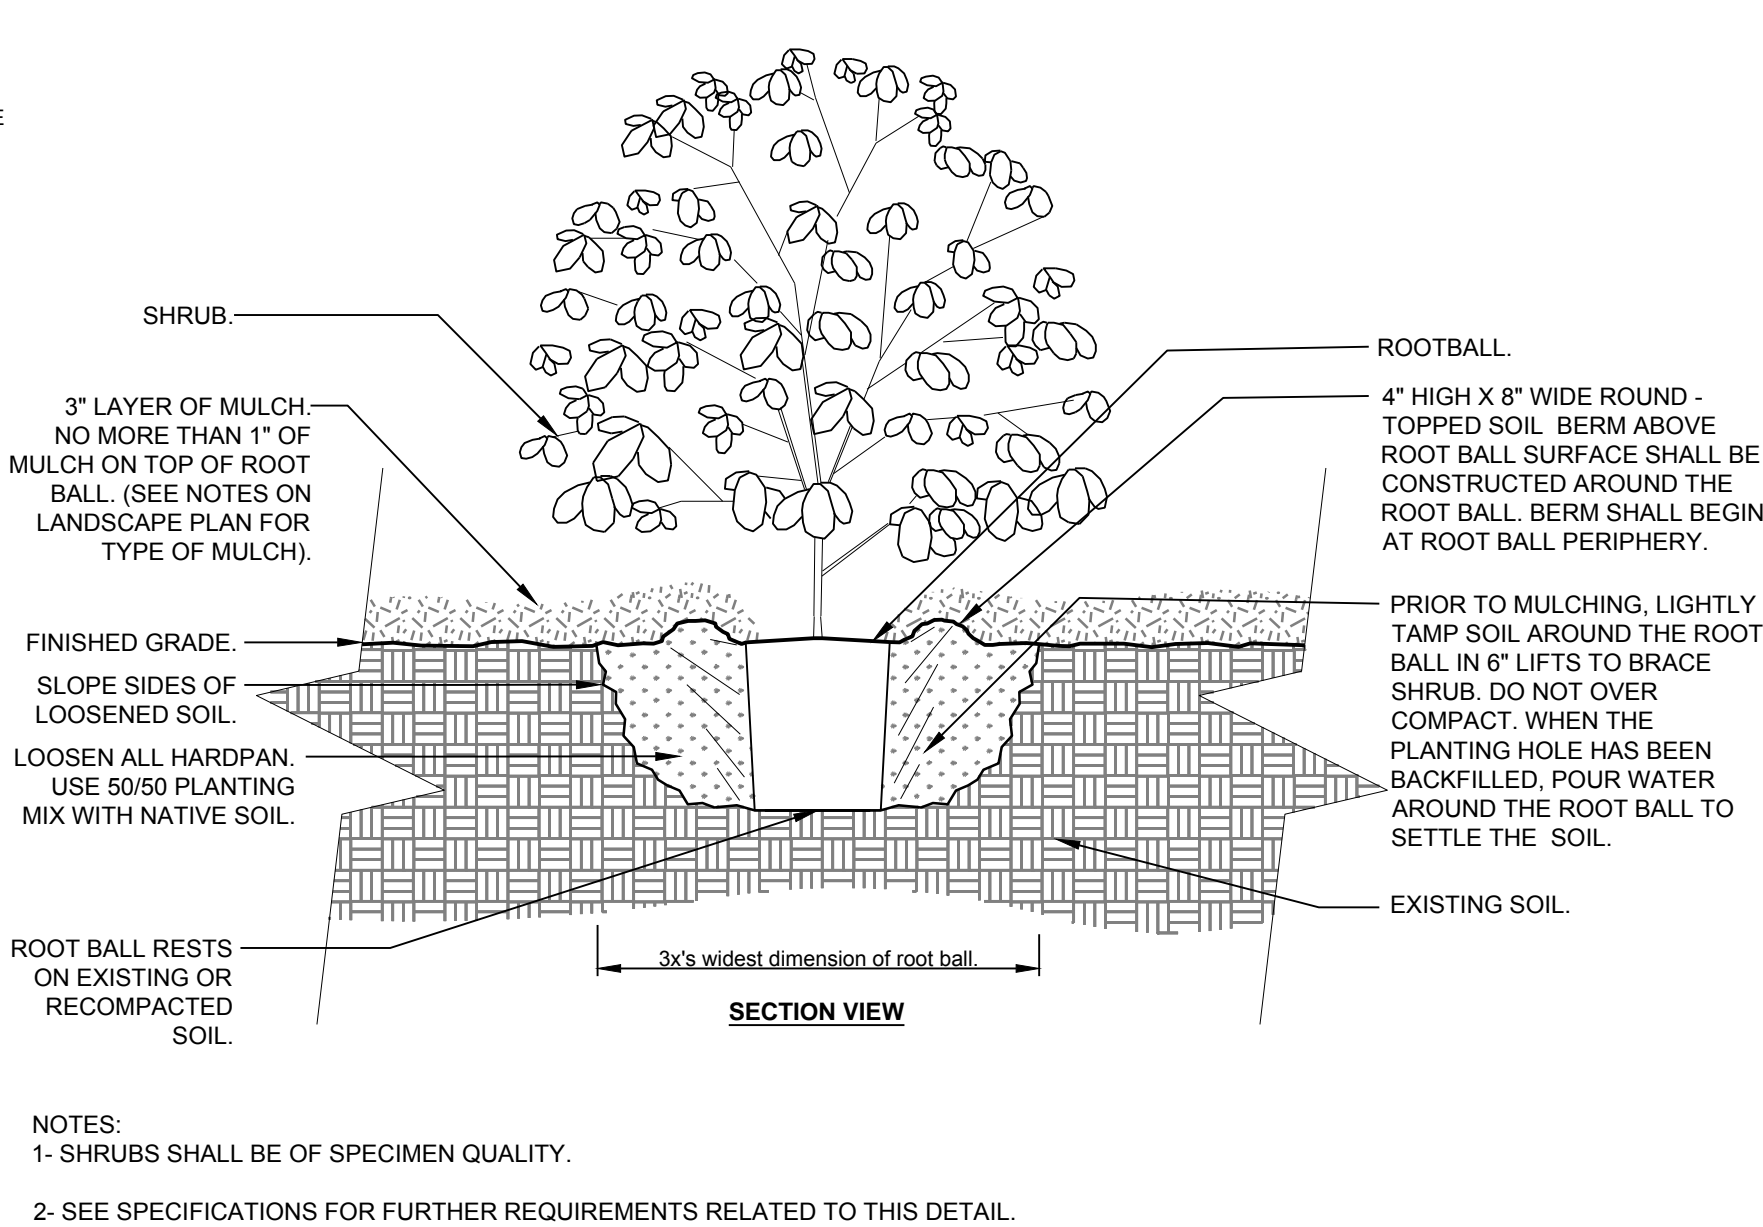 E
SHRUB.
3" LAYER OF MULCH.
NO MORE THAN 1" OF
MULCH ON TOP OF ROOT
BALL. (SEE NOTES ON
LANDSCAPE PLAN FOR
TYPE OF MULCH).
FINISHED GRADE.
SLOPE SIDES OF
LOOSENED SOIL.
LOOSEN ALL HARDPAN.
USE 50/50 PLANTING
MIX WITH NATIVE SOIL.
ROOT BALL RESTS
ON EXISTING OR
RECOMPACTED
SOIL.
ROOTBALL.
4" HIGH X 8" WIDE ROUND -
TOPPED SOIL BERM ABOVE
ROOT BALL SURFACE SHALL BE
CONSTRUCTED AROUND THE
ROOT BALL. BERM SHALL BEGIN
AT ROOT BALL PERIPHERY.
PRIOR TO MULCHING, LIGHTLY
TAMP SOIL AROUND THE ROOT
BALL IN 6" LIFTS TO BRACE
SHRUB. DO NOT OVER
COMPACT. WHEN THE
PLANTING HOLE HAS BEEN
BACKFILLED, POUR WATER
AROUND THE ROOT BALL TO
SETTLE THE SOIL.
EXISTING SOIL.
3x's widest dimension of root ball.
SECTION VIEW
NOTES:
1- SHRUBS SHALL BE OF SPECIMEN QUALITY.
2- SEE SPECIFICATIONS FOR FURTHER REQUIREMENTS RELATED TO THIS DETAIL.